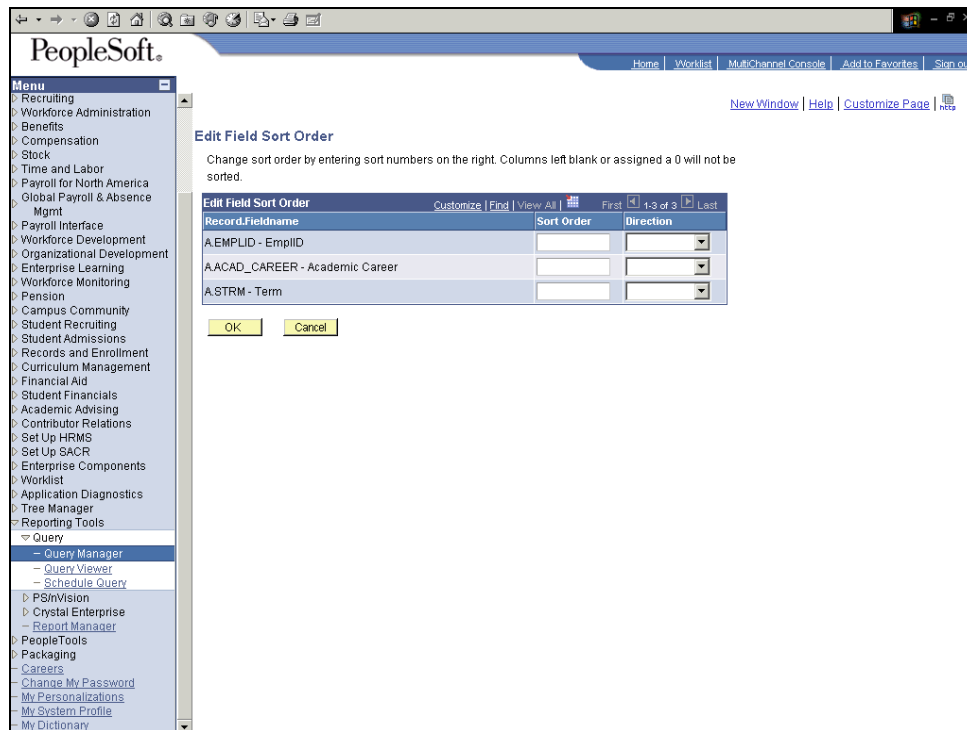 PeopleSoft®
Home | Worklist | MultiChannel Console | Add to Favorites | Sign ou
Menu
Recruiting
Workforce Administration
Benefits
Compensation
Stock
Time and Labor
Payroll for North America
Global Payroll & Absence
Mgmt
Payroll Interface
Workforce Development
Organizational Development
Enterprise Learning
Workforce Monitoring
Pension
Campus Community
Student Recruiting
Student Admissions
Records and Enrollment
Curriculum Management
Financial Aid
Student Financials
Academic Advising
Contributor Relations
Set Up HRMS
Set Up SACR
Enterprise Components
Worklist
Application Diagnostics
Tree Manager
Reporting Tools
Query
– Query Manager
– Query Viewer
– Schedule Query
PS/nVision
Crystal Enterprise
– Report Manager
PeopleTools
Packaging
– Careers
– Change My Password
– My Personalizations
– My System Profile
– My Dictionary
New Window | Help | Customize Page | http
Edit Field Sort Order
Change sort order by entering sort numbers on the right. Columns left blank or assigned a 0 will not be
sorted.
Edit Field Sort Order Customize | Find | View All | First 1-3 of 3 Last
Record.Fieldname Sort Order Direction
A.EMPLID - EmplID
A.ACAD_CAREER - Academic Career
A.STRM - Term
OK Cancel